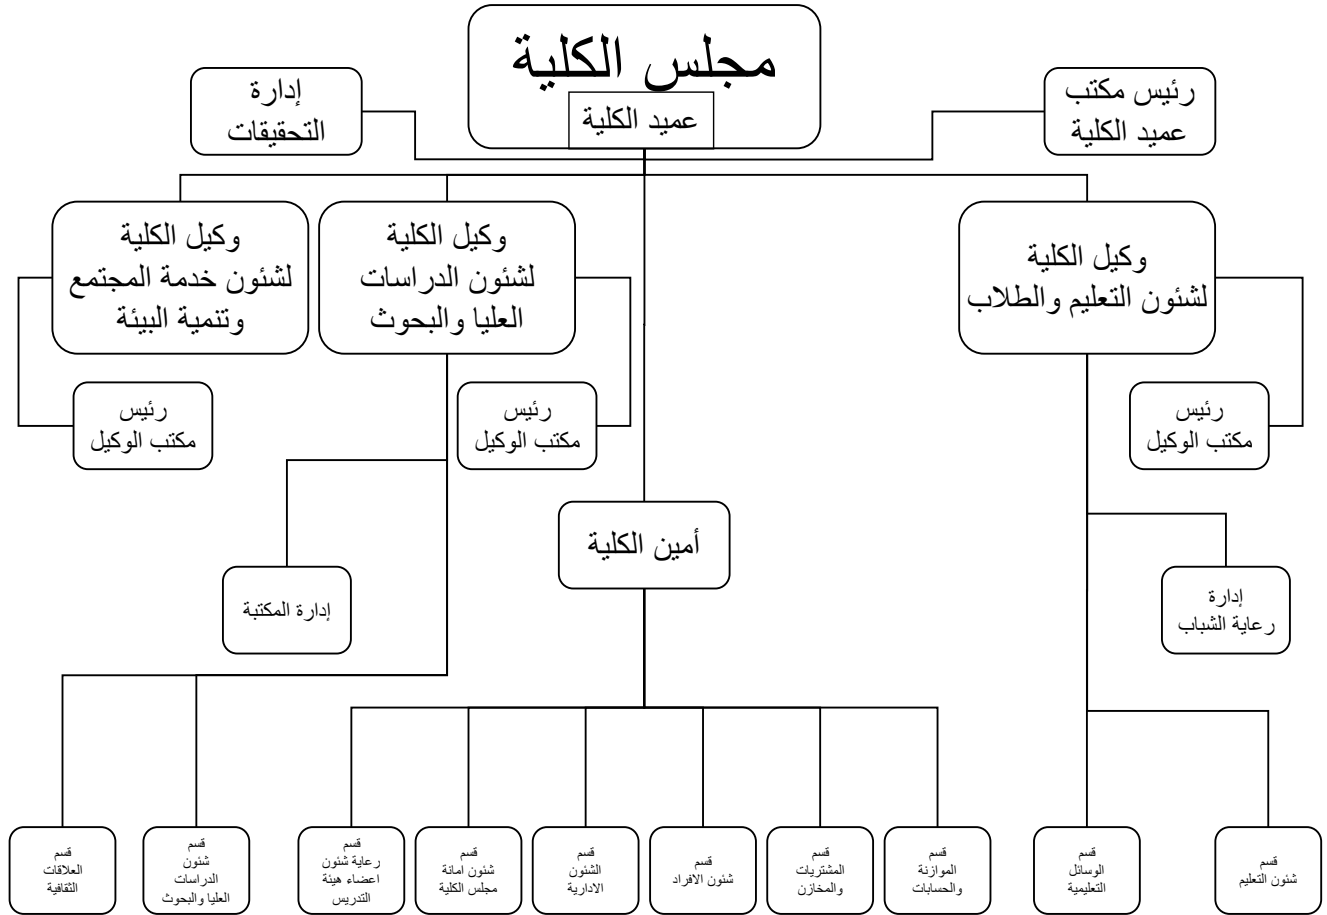 مجلس الكلية
عميد الكلية
رئيس مكتب
عميد الكلية
إدارة
التحقيقات
وكيل الكلية
لشئون التعليم والطلاب
وكيل الكلية
لشئون الدراسات
العليا والبحوث
وكيل الكلية
لشئون خدمة المجتمع
وتنمية البيئة
رئيس
مكتب الوكيل
رئيس
مكتب الوكيل
رئيس
مكتب الوكيل
أمين الكلية
إدارة
رعاية الشباب
إدارة المكتبة
قسم
شئون التعليم
قسم
الوسائل
التعليمية
قسم
الموازنة
والحسابات
قسم
المشتريات
والمخازن
قسم
شئون الافراد
قسم
الشئون
الادارية
قسم
شئون امانة
مجلس الكلية
قسم
رعاية شئون
اعضاء هيئة
التدريس
قسم
شئون
الدراسات
العليا والبحوث
قسم
العلاقات
الثقافية